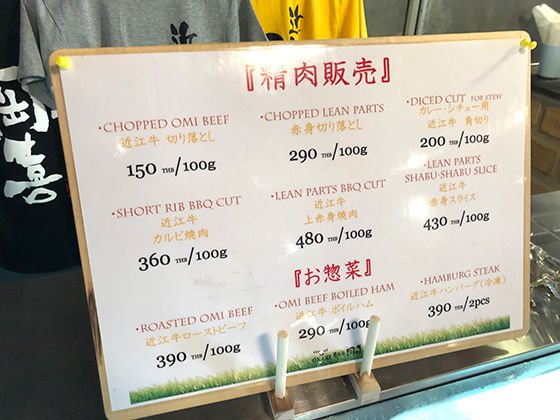 『精肉販売』
・CHOPPED OMI BEEF
近江牛 切り落とし
150 THB/100g
・CHOPPED LEAN PARTS
赤身切り落とし
290 THB/100g
・DICED CUT FOR STEW
カレー・シチュー用
近江牛 角切り
200 THB/100g
・SHORT RIB BBQ CUT
近江牛
カルビ焼肉
360 THB/100g
・LEAN PARTS BBQ CUT
近江牛
上赤身焼肉
480 THB/100g
・LEAN PARTS
SHABU-SHABU SLICE
近江牛
赤身スライス
430 THB/100g
『お惣菜』
・ROASTED OMI BEEF
近江牛ローストビーフ
390 THB/100g
・OMI BEEF BOILED HAM
近江牛 ボイルハム
290 THB/100g
・HAMBURG STEAK
近江牛ハンバーグ(冷凍)
390 THB/2pcs
岡喜